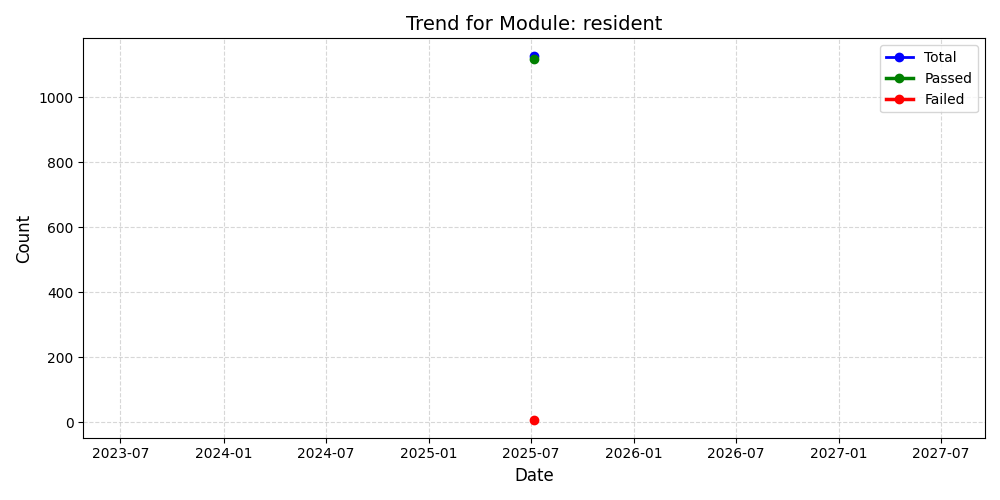 Trend for Module: resident
Total
Passed
Failed
1000
800
600
400
200
0
Count
2023-07 2024-01 2024-07 2025-01 2025-07 2026-01 2026-07 2027-01 2027-07
Date